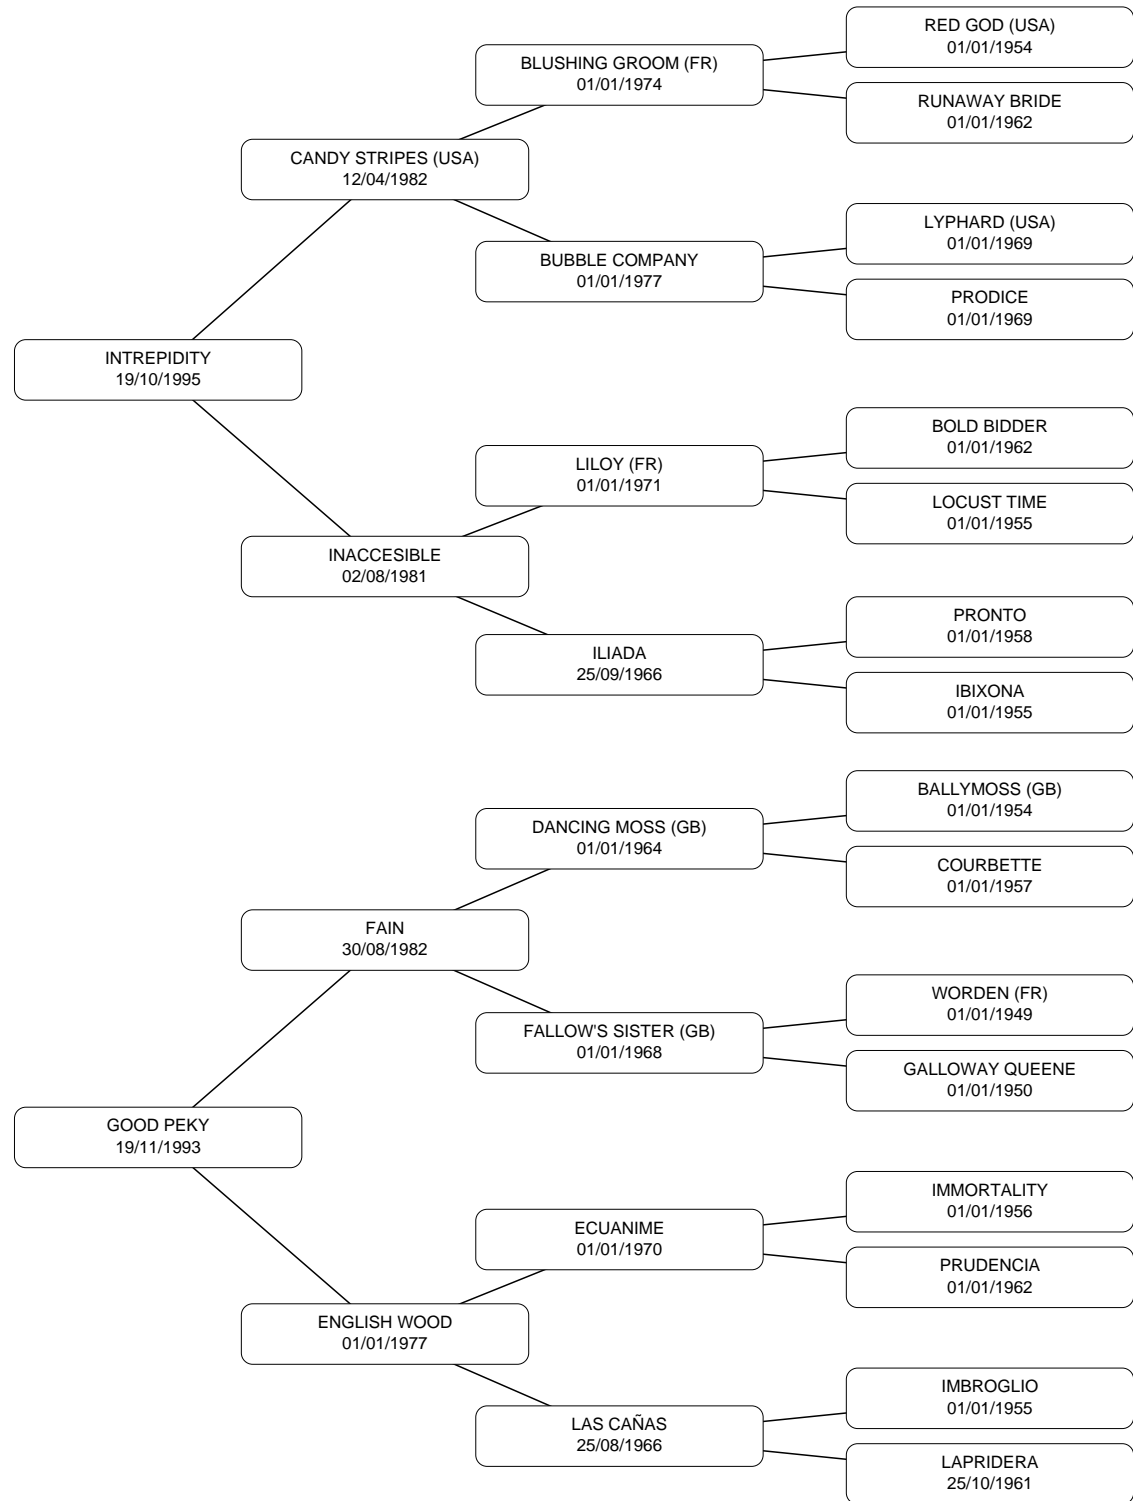 RED GOD (USA)
01/01/1954
BLUSHING GROOM (FR)
01/01/1974
RUNAWAY BRIDE
01/01/1962
CANDY STRIPES (USA)
12/04/1982
LYPHARD (USA)
01/01/1969
BUBBLE COMPANY
01/01/1977
PRODICE
01/01/1969
INTREPIDITY
19/10/1995
BOLD BIDDER
01/01/1962
LILOY (FR)
01/01/1971
LOCUST TIME
01/01/1955
INACCESIBLE
02/08/1981
PRONTO
01/01/1958
ILIADA
25/09/1966
IBIXONA
01/01/1955
BALLYMOSS (GB)
01/01/1954
DANCING MOSS (GB)
01/01/1964
COURBETTE
01/01/1957
FAIN
30/08/1982
WORDEN (FR)
01/01/1949
FALLOW'S SISTER (GB)
01/01/1968
GALLOWAY QUEENE
01/01/1950
GOOD PEKY
19/11/1993
IMMORTALITY
01/01/1956
ECUANIME
01/01/1970
PRUDENCIA
01/01/1962
ENGLISH WOOD
01/01/1977
IMBROGLIO
01/01/1955
LAS CAÑAS
25/08/1966
LAPRIDERA
25/10/1961